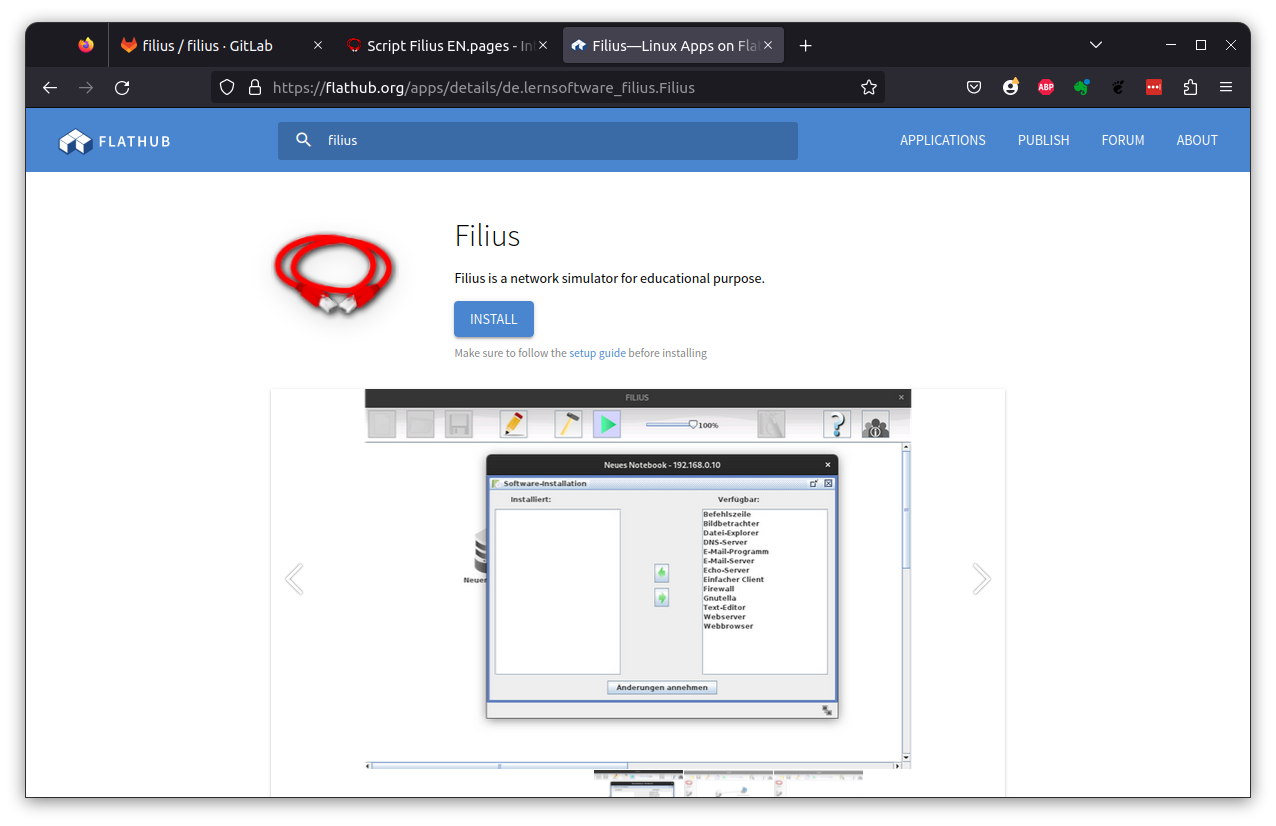 filius / filius · GitLab
Script Filius EN.pages - Int
Filius—Linux Apps on Fla
https://flathub.org/apps/details/de.lernsoftware_filius.Filius
ABP
FLATHUB
filius
APPLICATIONS
PUBLISH
FORUM
ABOUT
Filius
Filius is a network simulator for educational purpose.
INSTALL
Make sure to follow the setup guide before installing
FILIUS
100%
Neues Notebook - 192.168.0.10
Software-Installation
Installiert:
Verfügbar:
Befehlszeile
Bildbetrachter
Datei-Explorer
DNS-Server
E-Mail-Programm
E-Mail-Server
Echo-Server
Einfacher Client
Firewall
Gnutella
Text-Editor
Webserver
Webbrowser
Neuer
Änderungen annehmen